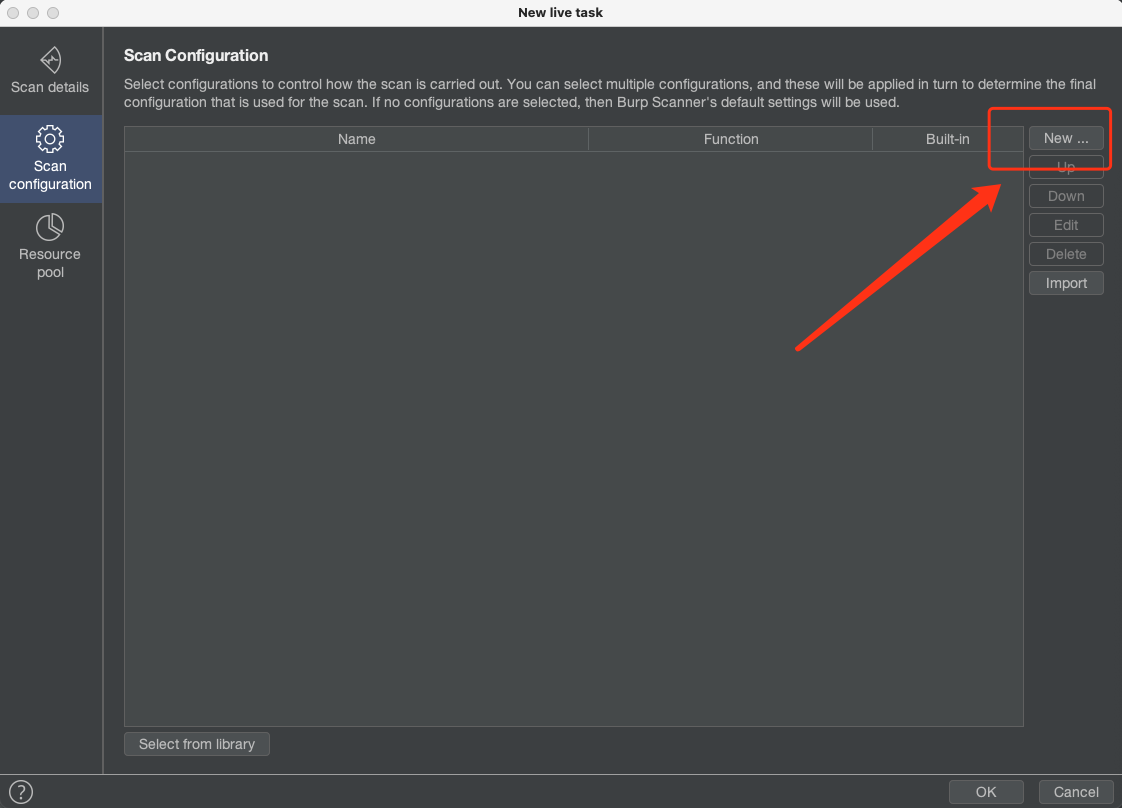 New live task
Scan details
Scan
configuration
Resource
pool
Scan Configuration
Select configurations to control how the scan is carried out. You can select multiple configurations, and these will be applied in turn to determine the final
configuration that is used for the scan. If no configurations are selected, then Burp Scanner's default settings will be used.
Name Function Built-in
New ...
Up
Down
Edit
Delete
Import
Select from library
?
OK Cancel